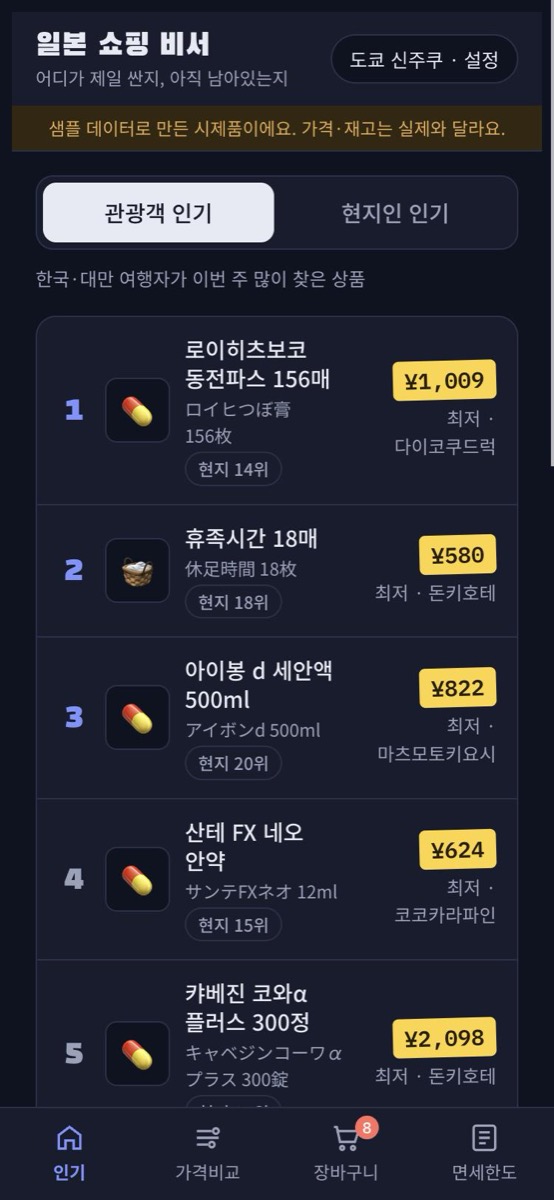 일본 쇼핑 비서
어디가 제일 싼지, 아직 남아있는지
도쿄 신주쿠 · 설정
샘플 데이터로 만든 시제품이에요. 가격·재고는 실제와 달라요.
관광객 인기
현지인 인기
한국·대만 여행자가 이번 주 많이 찾은 상품
1
로이히츠보코
동전파스 156매
ロイヒつぼ膏
156枚
현지 14위
¥1,009
최저 ·
다이코쿠드럭
2
휴족시간 18매
休足時間 18枚
현지 18위
¥580
최저 · 돈키호테
3
아이봉 d 세안액
500ml
アイボンd 500ml
현지 20위
¥822
최저 ·
마츠모토키요시
4
산테 FX 네오
안약
サンテFXネオ 12ml
현지 15위
¥624
최저 ·
코코카라파인
5
캬베진 코와α
플러스 300정
キャベジンコーワα
プラス 300錠
¥2,098
최저 · 돈키호테
인기
가격비교
8
장바구니
면세한도